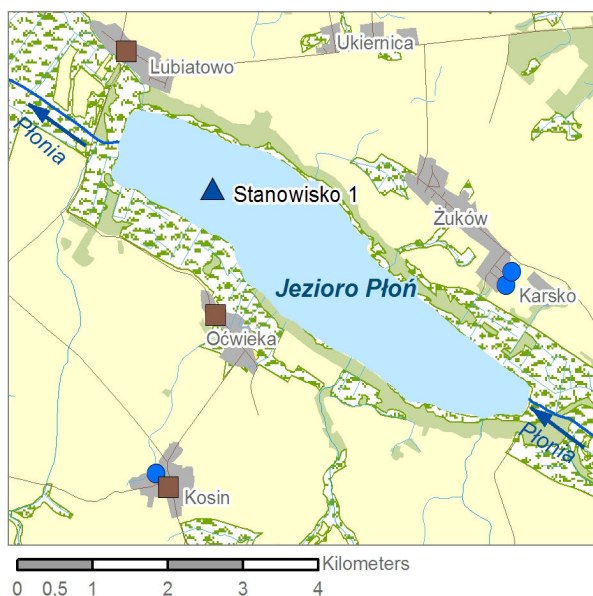 Ukiernica
Lubiatowo
Płonia
Stanowisko 1
Żuków
Jezioro Płoń
Karsko
Oćwieka
Płonia
Kosin
Kilometers
0 0.5 1 2 3 4